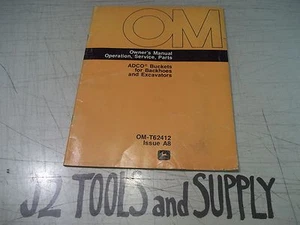 OM
Owner's Manual
Operation, Service, Parts
ADCO® Buckets
for Backhoes
and Excavators
OM-T62412
Issue A8
J2 TOOLS and SUPPLY